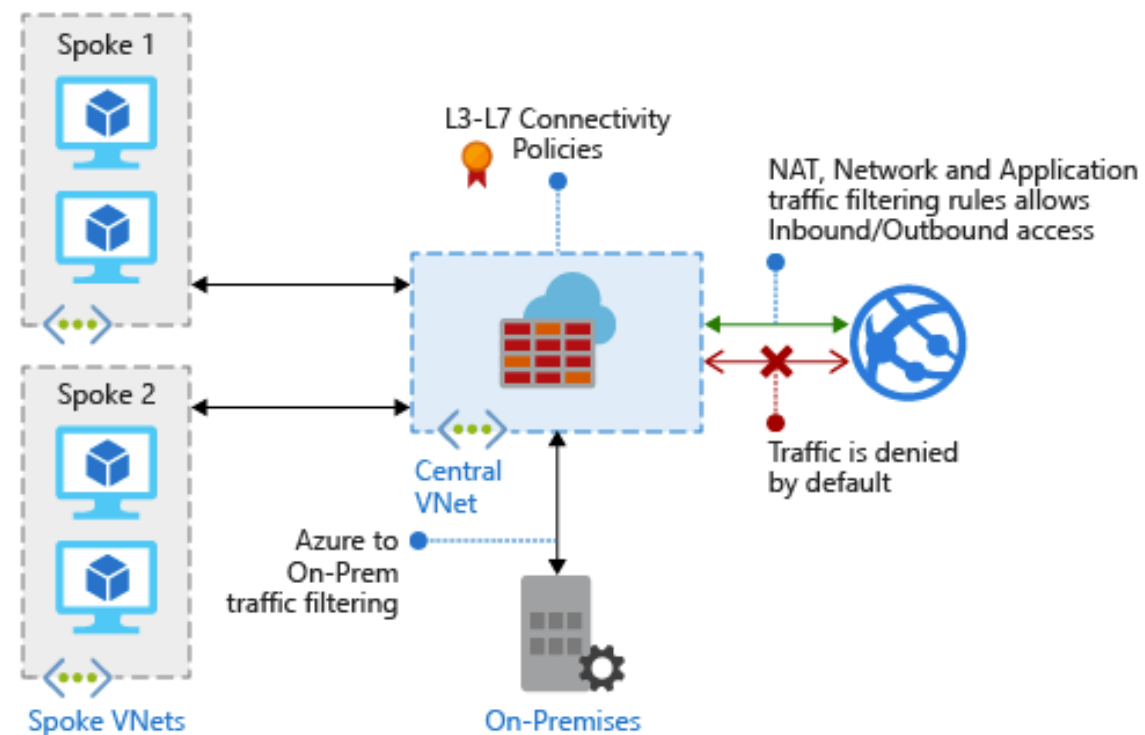 Spoke 1
L3-L7 Connectivity
Policies
NAT, Network and Application
traffic filtering rules allows
Inbound/Outbound access
Spoke 2
Central
VNet
Traffic is denied
by default
Azure to
On-Prem
traffic filtering
Spoke VNets
On-Premises